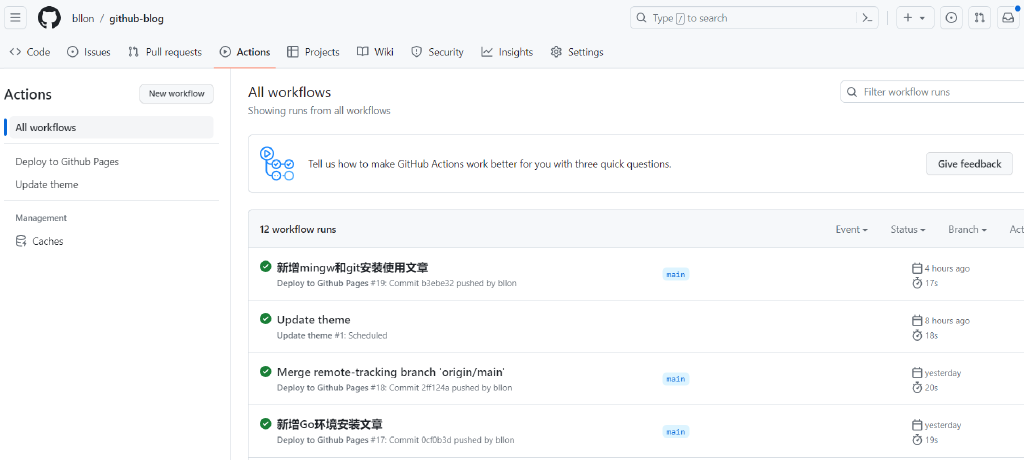 bllon / github-blog
Type / to search
Code Issues Pull requests Actions Projects Wiki Security Insights Settings
Actions
New workflow
All workflows
Deploy to Github Pages
Update theme
Management
Caches
All workflows
Showing runs from all workflows
Filter workflow runs
Tell us how to make GitHub Actions work better for you with three quick questions.
Give feedback
12 workflow runs
Event Status Branch Act
新增mingw和git安装使用文章
main
4 hours ago
Deploy to Github Pages #19: Commit b3ebe32 pushed by bllon
17s
Update theme
8 hours ago
Update theme #1: Scheduled
18s
Merge remote-tracking branch 'origin/main'
main
yesterday
Deploy to Github Pages #18: Commit 2ff124a pushed by bllon
20s
新增Go环境安装文章
main
yesterday
Deploy to Github Pages #17: Commit 0cf0b3d pushed by bllon
19s